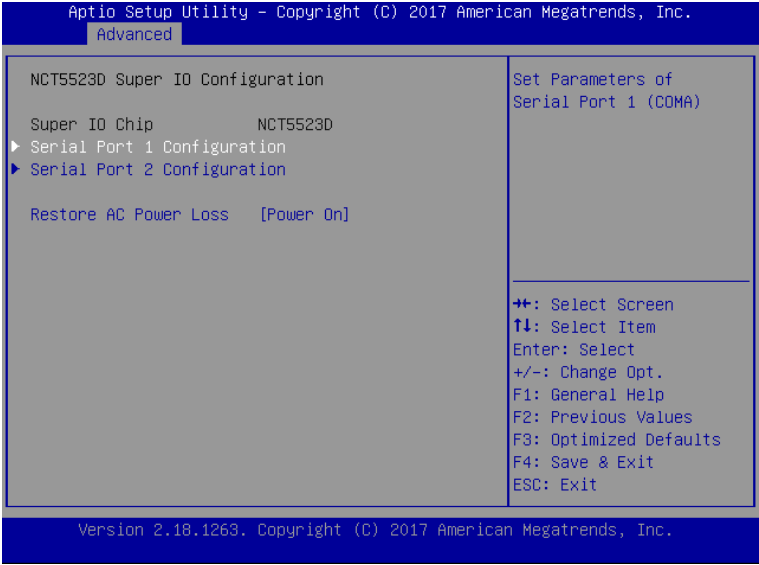 Aptio Setup Utility – Copyright (C) 2017 American Megatrends, Inc.
Advanced
NCT5523D Super IO Configuration
Super IO Chip NCT5523D
Serial Port 1 Configuration
Serial Port 2 Configuration
Restore AC Power Loss [Power On]
Set Parameters of
Serial Port 1 (COMA)
→←: Select Screen
↑↓: Select Item
Enter: Select
+/-: Change Opt.
F1: General Help
F2: Previous Values
F3: Optimized Defaults
F4: Save & Exit
ESC: Exit
Version 2.18.1263. Copyright (C) 2017 American Megatrends, Inc.